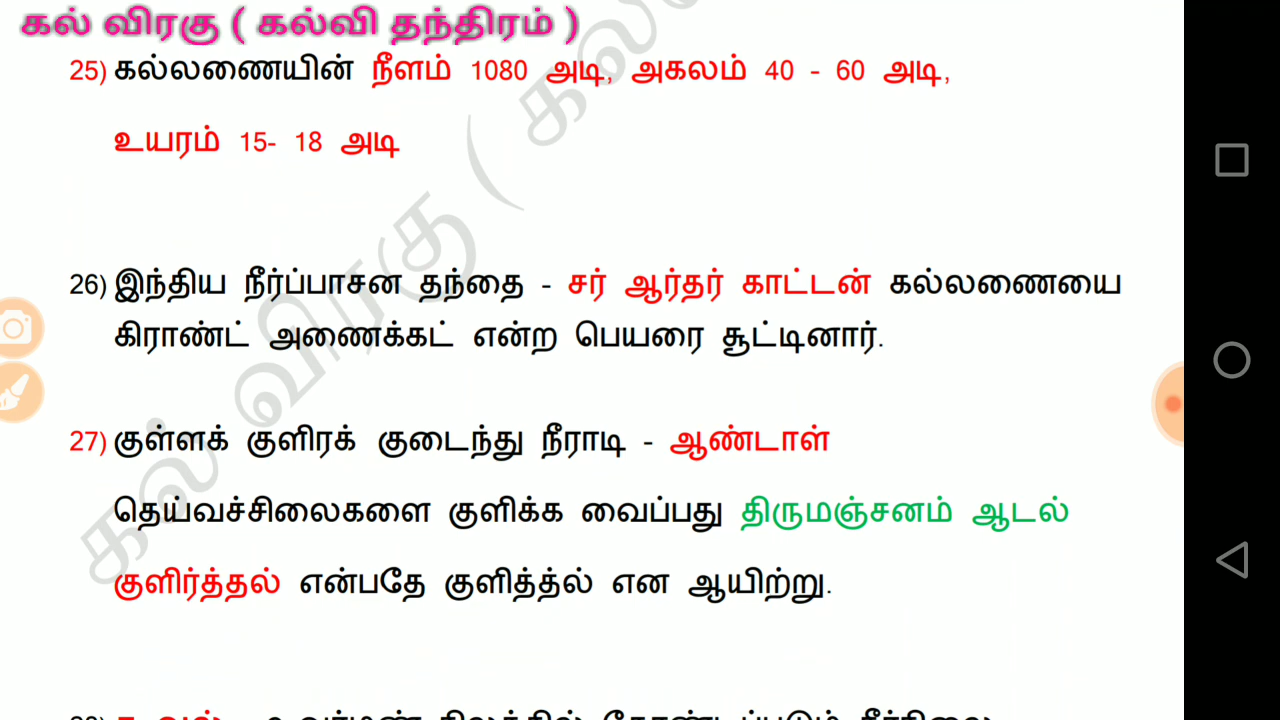 கல் விரகு ( கல்வி தந்திரம் )
25) கல்லணையின் நீளம் 1080 அடி, அகலம் 40 - 60 அடி,
உயரம் 15- 18 அடி
26) இந்திய நீர்ப்பாசன தந்தை - சர் ஆர்தர் காட்டன் கல்லணையை
கிராண்ட் அணைக்கட் என்ற பெயரை சூட்டினார்.
27) குள்ளக் குளிரக் குடைந்து நீராடி - ஆண்டாள்
தெய்வச்சிலைகளை குளிக்க வைப்பது திருமஞ்சனம் ஆடல்
குளிர்த்தல் என்பதே குளித்த்ல் என ஆயிற்று.
கல் விரகு (